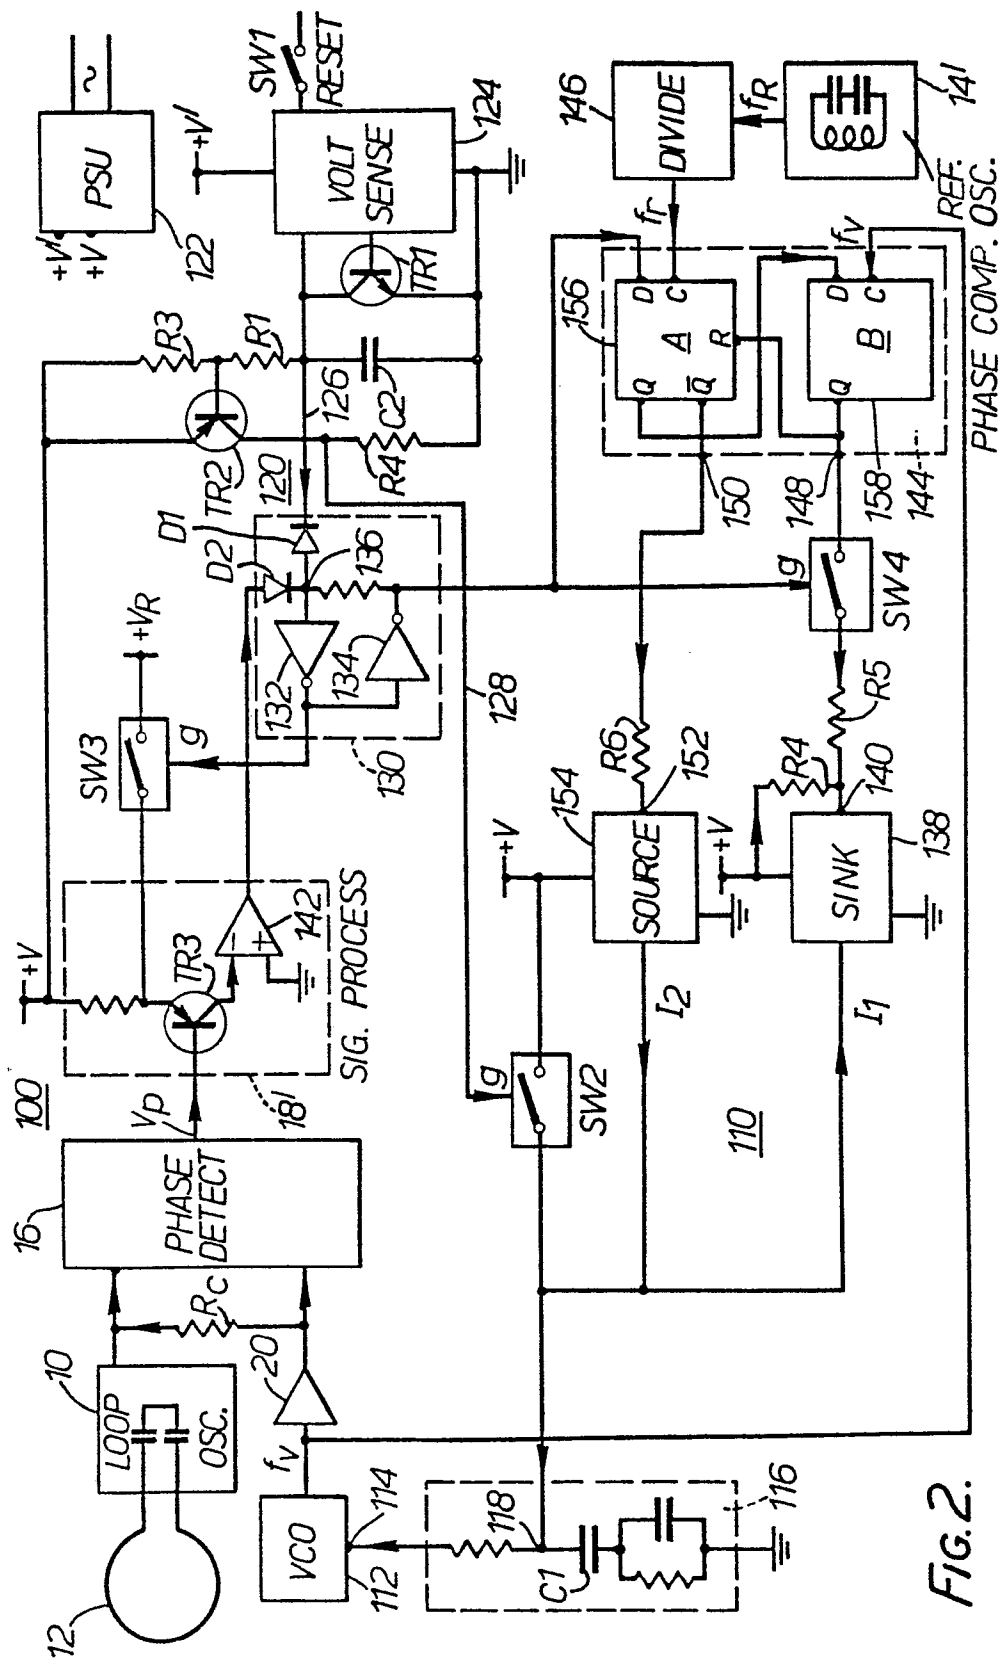 FIG. 2.
100
12
10
LOOP
OSC.
RC
16
PHASE
DETECT
Vp
18'
SIG. PROCESS
TR3
142
+V
SW3
g
+VR
130
132
134
136
D2
D1
120
TR2
R3
R1
126
C2
R4
128
TR1
VOLT
SENSE
124
+V'
SW1
RESET
PSU
~
+V'
+V
122
VCO
112
114
fv
20
116
118
C1
110
SW2
g
+V
I2
I1
SOURCE
154
152
R6
+V
SINK
138
140
R4
R5
SW4
g
150
148
158
144
156
A
D
C
R
Q
Q̅
B
D
C
Q
fv
fr
PHASE COMP.
146
DIVIDE
fR
REF.
OSC.
141